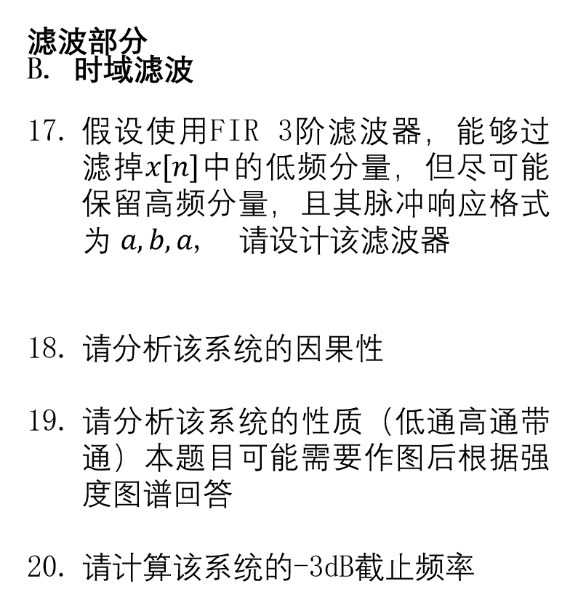 滤波部分
B. 时域滤波
17. 假设使用FIR 3阶滤波器，能够过
滤掉x[n]中的低频分量，但尽可能
保留高频分量，且其脉冲响应格式
为 a, b, a， 请设计该滤波器
18. 请分析该系统的因果性
19. 请分析该系统的性质（低通高通带
通）本题目可能需要作图后根据强
度图谱回答
20. 请计算该系统的-3dB截止频率